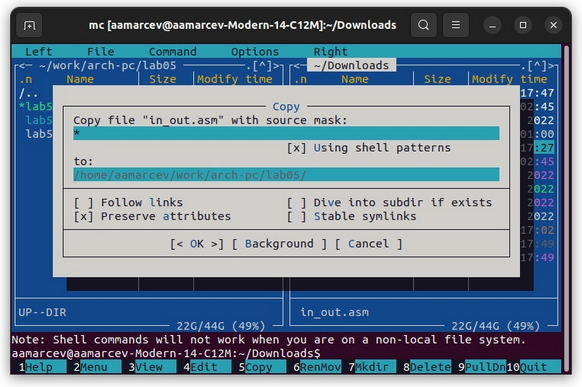 mc [aamarcev@aamarcev-Modern-14-C12M]:~/Downloads
Left File Command Options Right
<─ ~/work/arch-pc/lab05 .[^]> <─ ~/Downloads .[^]>
.n Name Size Modify time .n Name Size Modify time
/.. 17:47
*lab5 02:45
lab5 2022
lab5 01:00
17:27
02:45
2022
2022
2022
2022
17:02
17:49
17:49
Copy
Copy file "in_out.asm" with source mask:
*
[x] Using shell patterns
to:
/home/aamarcev/work/arch-pc/lab05/
[ ] Follow links [ ] Dive into subdir if exists
[x] Preserve attributes [ ] Stable symlinks
[< OK >] [ Background ] [ Cancel ]
UP--DIR in_out.asm
22G/44G (49%) 22G/44G (49%)
Note: Shell commands will not work when you are on a non-local file system.
aamarcev@aamarcev-Modern-14-C12M:~/Downloads$
1Help 2Menu 3View 4Edit 5Copy 6RenMov 7Mkdir 8Delete 9PullDn 10Quit